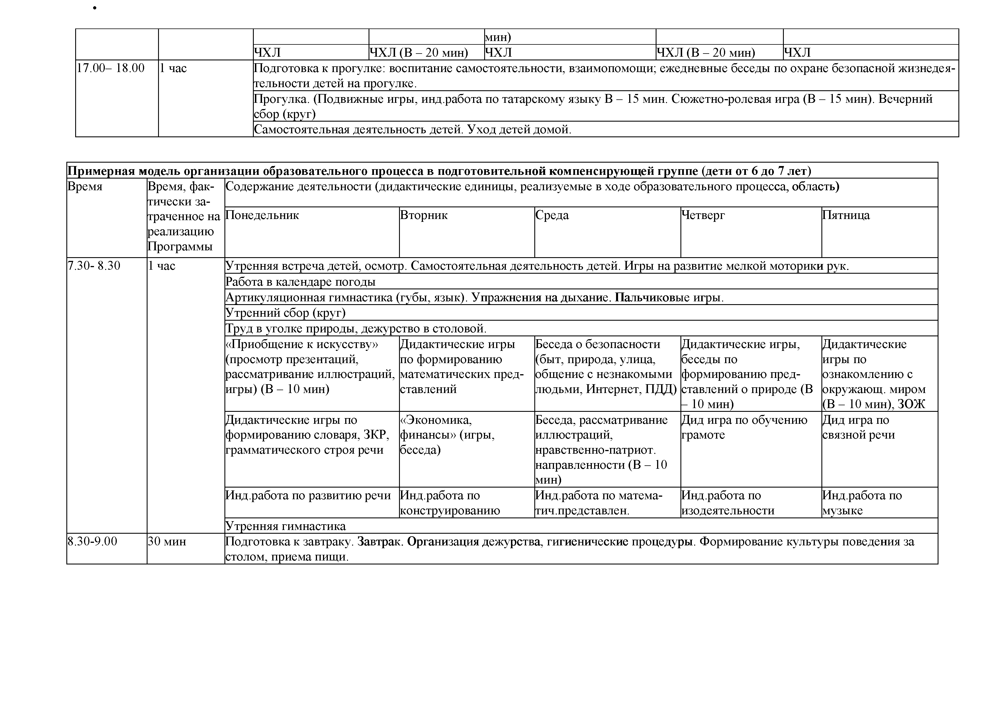 •
мин)
ЧХЛ
ЧХЛ (В – 20 мин)
ЧХЛ
ЧХЛ (В – 20 мин)
ЧХЛ
17.00– 18.00
1 час
Подготовка к прогулке: воспитание самостоятельности, взаимопомощи; ежедневные беседы по охране безопасной жизнедея-
тельности детей на прогулке.
Прогулка. (Подвижные игры, инд.работа по татарскому языку В – 15 мин. Сюжетно-ролевая игра (В – 15 мин). Вечерний
сбор (круг)
Самостоятельная деятельность детей. Уход детей домой.
Примерная модель организации образовательного процесса в подготовительной компенсирующей группе (дети от 6 до 7 лет)
Время
Время, фак-
тически за-
траченное на
реализацию
Программы
Содержание деятельности (дидактические единицы, реализуемые в ходе образовательного процесса, область)
Понедельник
Вторник
Среда
Четверг
Пятница
7.30- 8.30
1 час
Утренняя встреча детей, осмотр. Самостоятельная деятельность детей. Игры на развитие мелкой моторики рук.
Работа в календаре погоды
Артикуляционная гимнастика (губы, язык). Упражнения на дыхание. Пальчиковые игры.
Утренний сбор (круг)
Труд в уголке природы, дежурство в столовой.
«Приобщение к искусству»
(просмотр презентаций,
рассматривание иллюстраций,
игры) (В – 10 мин)
Дидактические игры
по формированию
математических пред-
ставлений
Беседа о безопасности
(быт, природа, улица,
общение с незнакомыми
людьми, Интернет, ПДД)
Дидактические игры,
беседы по
формированию пред-
ставлений о природе (В
– 10 мин)
Дидактические
игры по
ознакомлению с
окружающ. миром
(В – 10 мин), ЗОЖ
Дидактические игры по
формированию словаря, ЗКР,
грамматического строя речи
«Экономика,
финансы» (игры,
беседа)
Беседа, рассматривание
иллюстраций,
нравственно-патриот.
направленности (В – 10
мин)
Дид игра по обучению
грамоте
Дид игра по
связной речи
Инд.работа по развитию речи
Инд.работа по
конструированию
Инд.работа по матема-
тич.представлен.
Инд.работа по
изодеятельности
Инд.работа по
музыке
Утренняя гимнастика
8.30-9.00
30 мин
Подготовка к завтраку. Завтрак. Организация дежурства, гигиенические процедуры. Формирование культуры поведения за
столом, приема пищи.